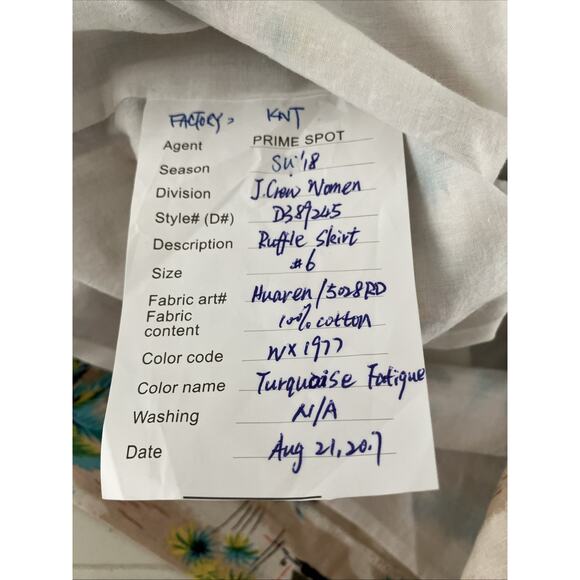 FACTORY: KNT
Agent PRIME SPOT
Season SU'18
Division J.Crew Women
Style# (D#) D389245
Description Ruffle Skirt
Size #6
Fabric art# Huaren/5028RD
Fabric content 100% cotton
Color code WX1977
Color name Turquoise Fatigue
Washing N/A
Date Aug 21, 2017